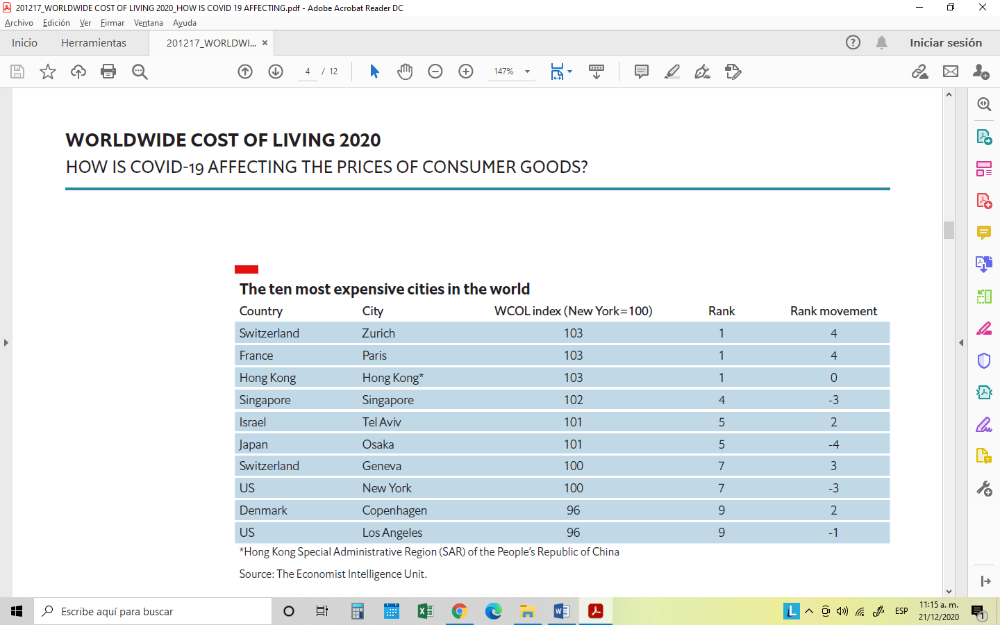 201217_WORLDWIDE COST OF LIVING 2020_HOW IS COVID 19 AFFECTING.pdf - Adobe Acrobat Reader DC
Archivo Edición Ver Firmar Ventana Ayuda
Inicio Herramientas 201217_WORLDWI... × Iniciar sesión
4 / 12 147%
WORLDWIDE COST OF LIVING 2020
HOW IS COVID-19 AFFECTING THE PRICES OF CONSUMER GOODS?
The ten most expensive cities in the world
Country City WCOL index (New York=100) Rank Rank movement
Switzerland Zurich 103 1 4
France Paris 103 1 4
Hong Kong Hong Kong* 103 1 0
Singapore Singapore 102 4 -3
Israel Tel Aviv 101 5 2
Japan Osaka 101 5 -4
Switzerland Geneva 100 7 3
US New York 100 7 -3
Denmark Copenhagen 96 9 2
US Los Angeles 96 9 -1
*Hong Kong Special Administrative Region (SAR) of the People's Republic of China
Source: The Economist Intelligence Unit.
Escribe aquí para buscar L ESP 11:15 a. m.
21/12/2020 1